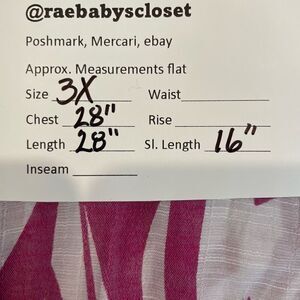 @raebabyscloset
Poshmark, Mercari, ebay
Approx. Measurements flat
Size 3X Waist
Chest 28" Rise
Length 28" Sl. Length 16"
Inseam